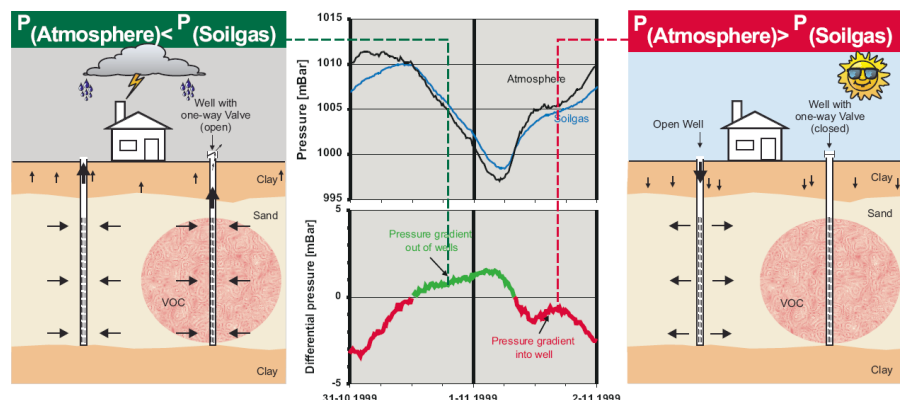 P(Atmosphere)< P(Soilgas)
Well with
one-way Valve
(open)
Clay
Sand
VOC
Clay
Pressure [mBar]
1015
1010
1005
1000
995
Atmosphere
Soilgas
Differential pressure [mBar]
5
0
-5
Pressure gradient
out of wells
Pressure gradient
into well
31-10 1999
1-11 1999
2-11 1999
P(Atmosphere)> P(Soilgas)
Open Well
Well with
one-way Valve
(closed)
Clay
Sand
VOC
Clay